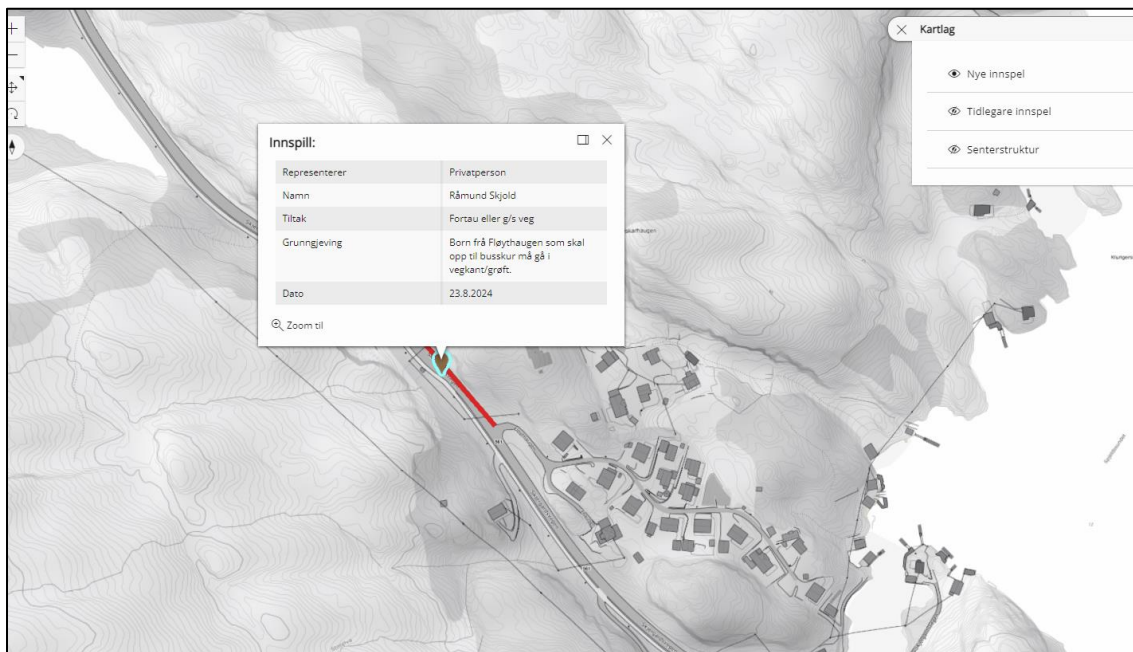 Kartlag
Nye innspel
Tidlegare innspel
Senterstruktur
Innspill:
Representerer Privatperson
Namn Råmund Skjold
Tiltak Fortau eller g/s veg
Grunngjeving Born frå Fløythaugen som skal
opp til busskur må gå i
vegkant/grøft.
Dato 23.8.2024
Zoom til